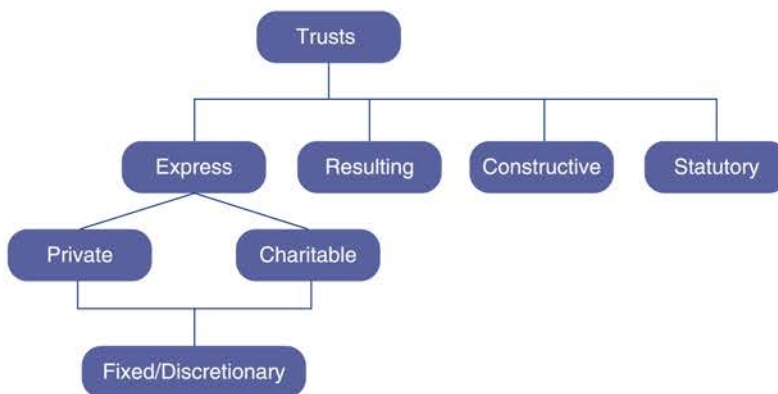 Trusts
Express
Resulting
Constructive
Statutory
Private
Charitable
Fixed/Discretionary